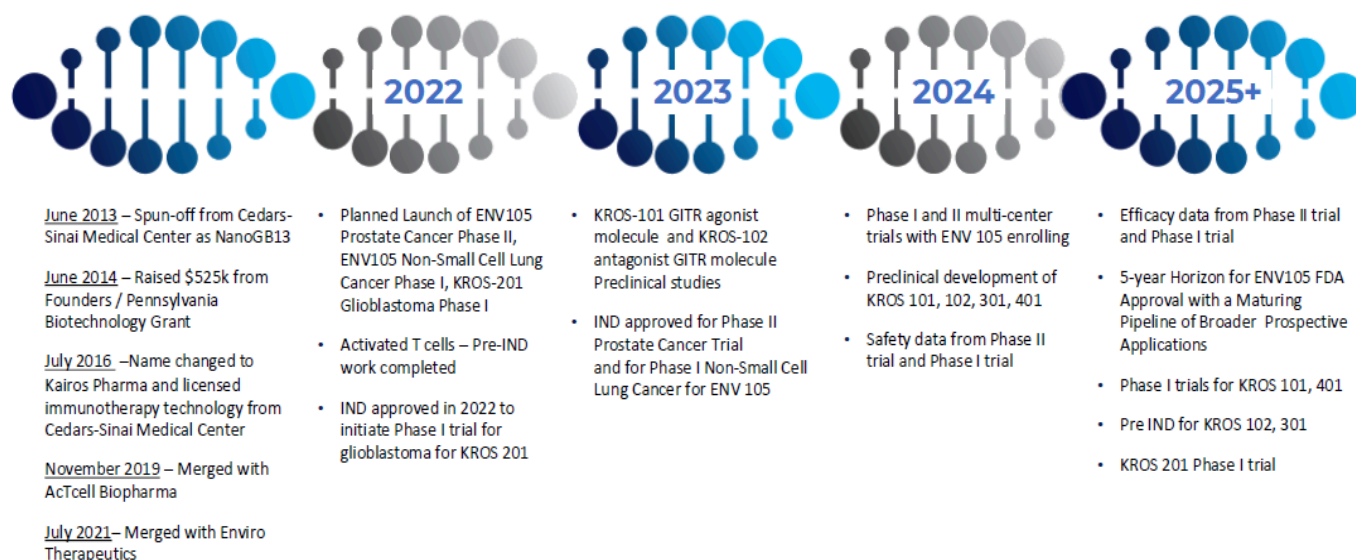 2022
2023
2024
2025+
June 2013 – Spun-off from Cedars-
Sinai Medical Center as NanoGB13
June 2014 – Raised $525k from
Founders / Pennsylvania
Biotechnology Grant
July 2016 –Name changed to
Kairos Pharma and licensed
immunotherapy technology from
Cedars-Sinai Medical Center
November 2019 – Merged with
AcTcell Biopharma
July 2021– Merged with Enviro
Therapeutics
• Planned Launch of ENV105
Prostate Cancer Phase II,
ENV105 Non-Small Cell Lung
Cancer Phase I, KROS-201
Glioblastoma Phase I
• Activated T cells – Pre-IND
work completed
• IND approved in 2022 to
initiate Phase I trial for
glioblastoma for KROS 201
• KROS-101 GITR agonist
molecule and KROS-102
antagonist GITR molecule
Preclinical studies
• IND approved for Phase II
Prostate Cancer Trial
and for Phase I Non-Small Cell
Lung Cancer for ENV 105
• Phase I and II multi-center
trials with ENV 105 enrolling
• Preclinical development of
KROS 101, 102, 301, 401
• Safety data from Phase II
trial and Phase I trial
• Efficacy data from Phase II trial
and Phase I trial
• 5-year Horizon for ENV105 FDA
Approval with a Maturing
Pipeline of Broader Prospective
Applications
• Phase I trials for KROS 101, 401
• Pre IND for KROS 102, 301
• KROS 201 Phase I trial